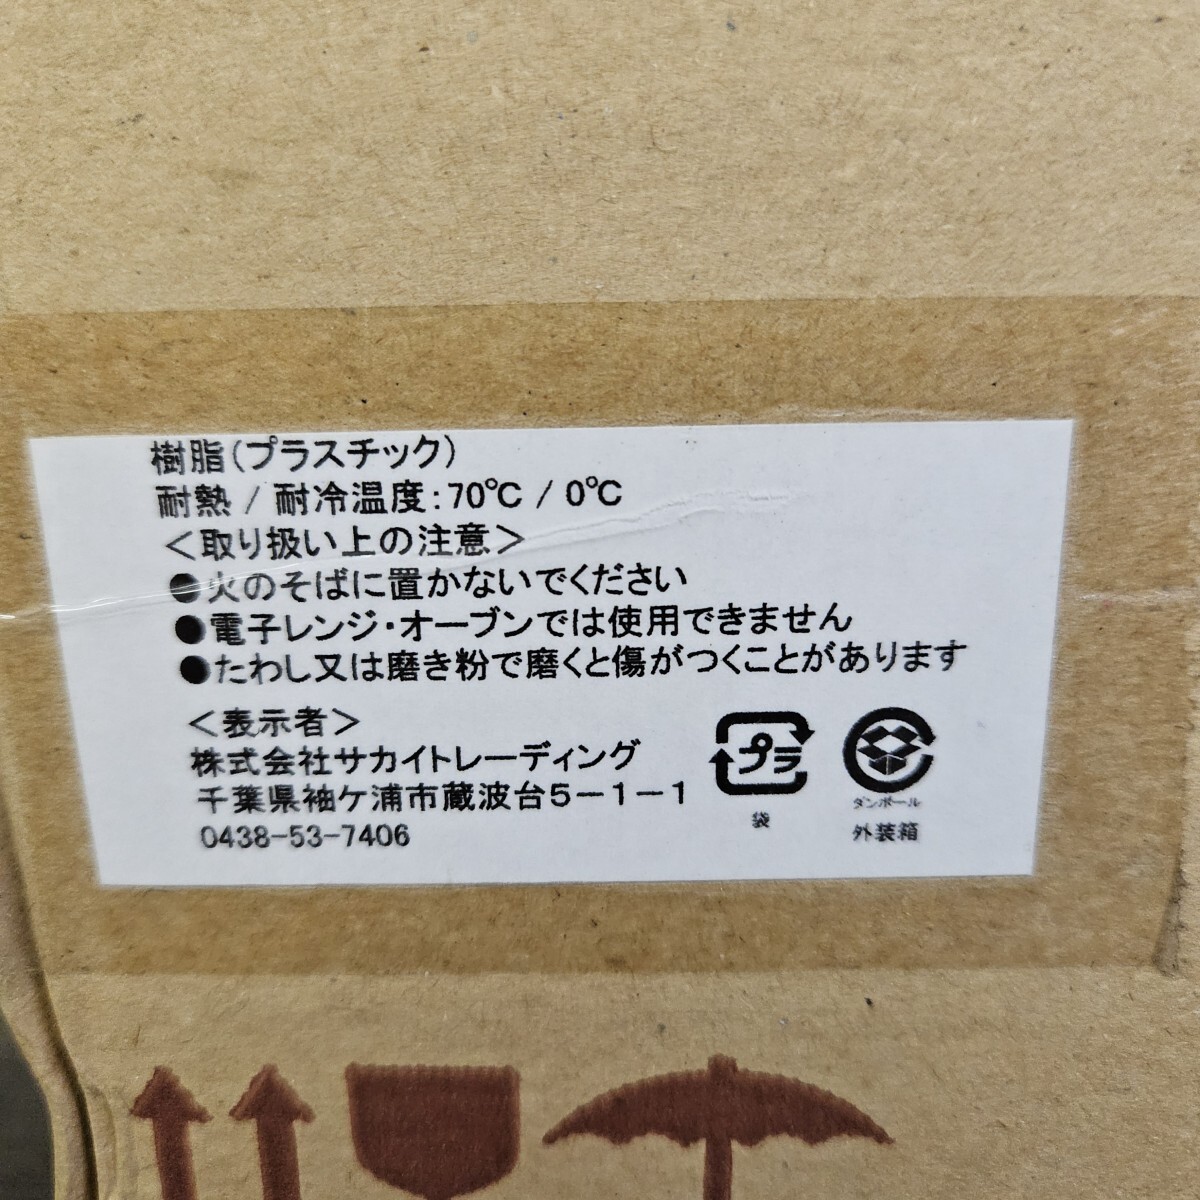 樹脂(プラスチック)
耐熱 / 耐冷温度:70℃ / 0℃
＜取り扱い上の注意＞
●火のそばに置かないでください
●電子レンジ・オーブンでは使用できません
●たわし又は磨き粉で磨くと傷がつくことがあります
＜表示者＞
株式会社サカイトレーディング
千葉県袖ケ浦市蔵波台5－1－1
0438-53-7406
プラ
袋
ダンボール
外装箱